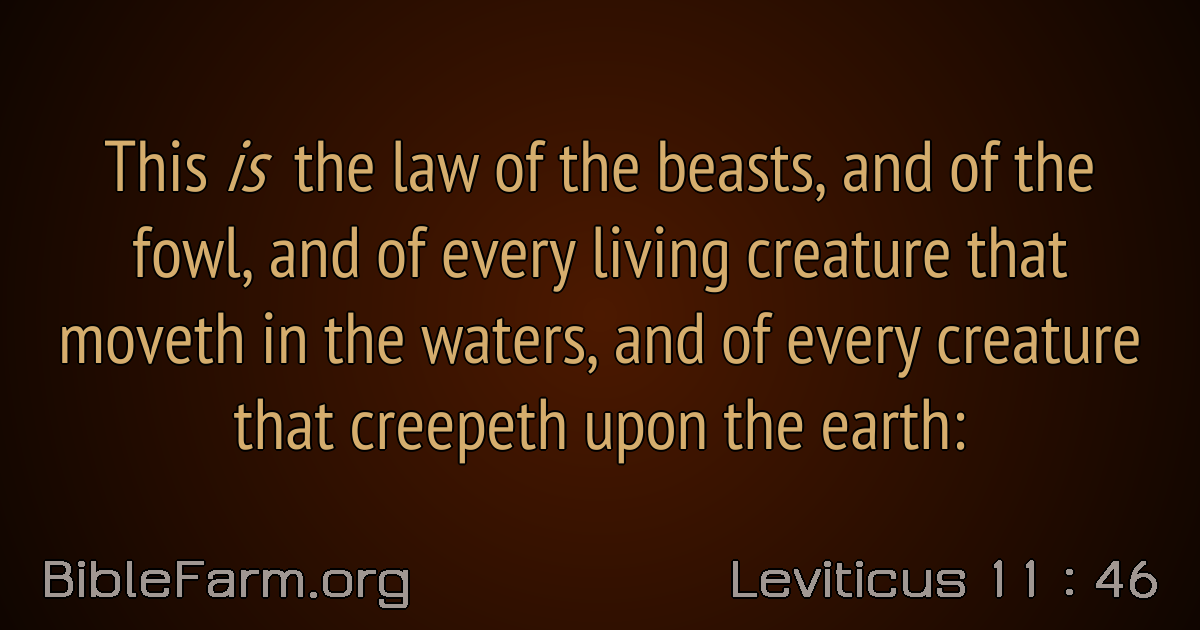 This is the law of the beasts, and of the
fowl, and of every living creature that
moveth in the waters, and of every creature
that creepeth upon the earth:
BibleFarm.org
Leviticus 11 : 46